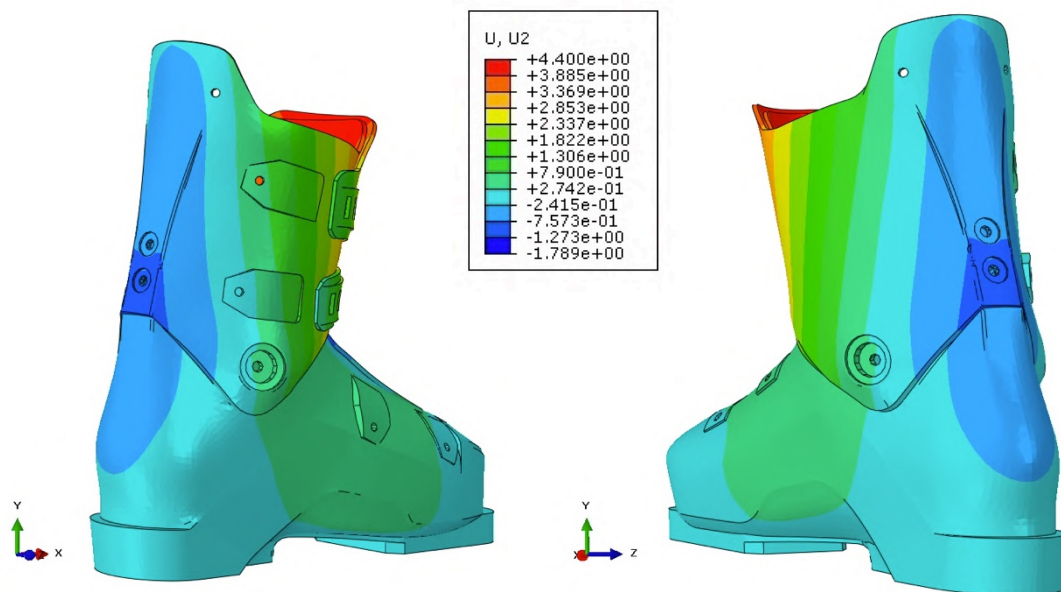 U, U2
+4.400e+00
+3.885e+00
+3.369e+00
+2.853e+00
+2.337e+00
+1.822e+00
+1.306e+00
+7.900e-01
+2.742e-01
-2.415e-01
-7.573e-01
-1.273e+00
-1.789e+00
Y
X
Y
X
Z